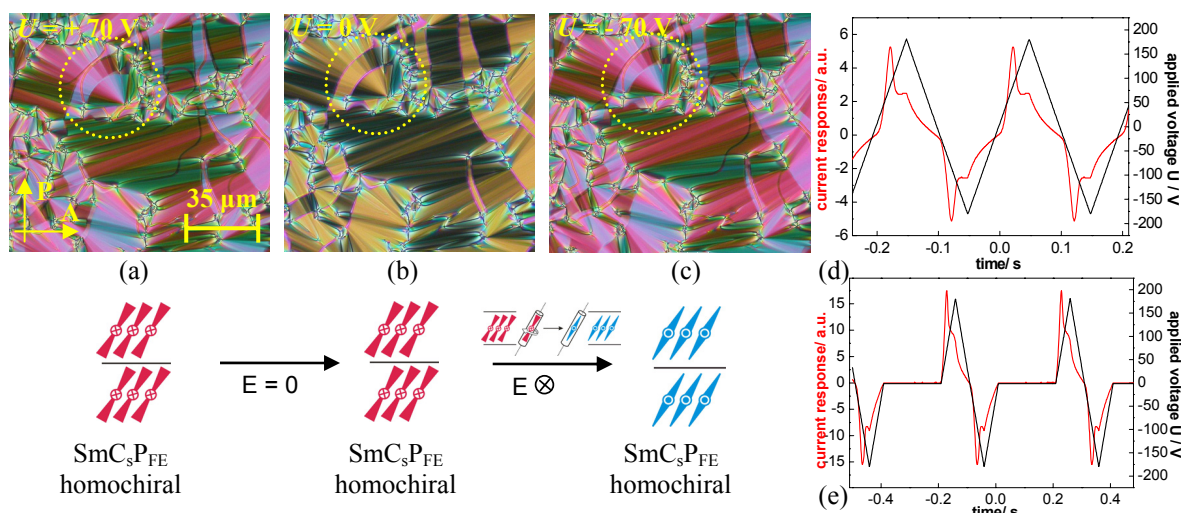 U = + 70 V
P
A
35 µm
U = 0 V
U = - 70 V
(a)
(b)
(c)
current response/ a.u.
6
4
2
0
2
4
6
-0.2
-0.1
0.0
0.1
0.2
time/ s
200
150
100
50
0
-50
-100
-150
-200
applied voltage U / V
(d)
E = 0
E ⊗
SmCₛP_FE
homochiral
SmCₛP_FE
homochiral
SmCₛP_FE
homochiral
current response/ a.u.
15
10
5
0
5
10
15
-0.4
-0.2
0.0
0.2
0.4
time/ s
200
150
100
50
0
-50
-100
-150
-200
applied voltage U / V
(e)